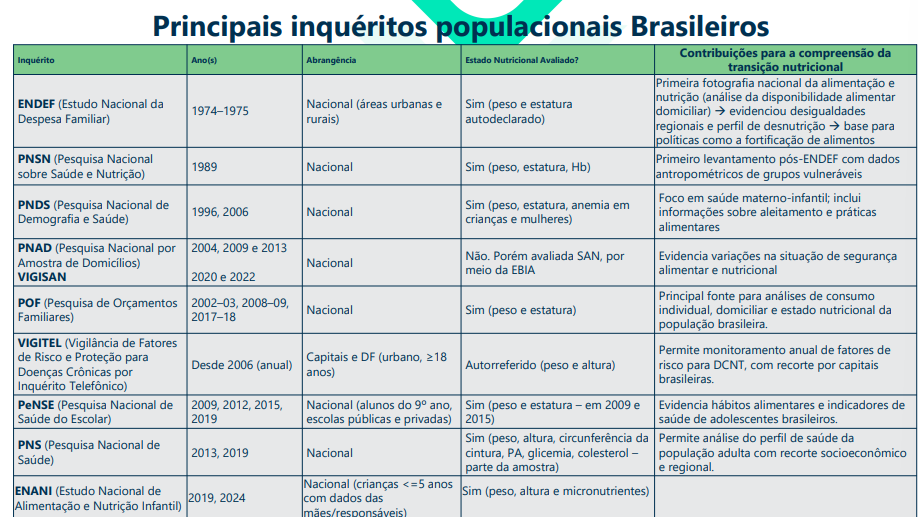 Principais inquéritos populacionais Brasileiros
Inquérito
Ano(s)
Abrangência
Estado Nutricional Avaliado?
Contribuições para a compreensão da
transição nutricional
ENDEF (Estudo Nacional da
Despesa Familiar)
1974–1975
Nacional (áreas urbanas e
rurais)
Sim (peso e estatura
autodeclarado)
Primeira fotografia nacional da alimentação e
nutrição (análise da disponibilidade alimentar
domiciliar) → evidenciou desigualdades
regionais e perfil de desnutrição → base para
políticas como a fortificação de alimentos
PNSN (Pesquisa Nacional
sobre Saúde e Nutrição)
1989
Nacional
Sim (peso, estatura, Hb)
Primeiro levantamento pós-ENDEF com dados
antropométricos de grupos vulneráveis
PNDS (Pesquisa Nacional de
Demografia e Saúde)
1996, 2006
Nacional
Sim (peso, estatura, anemia em
crianças e mulheres)
Foco em saúde materno-infantil; inclui
informações sobre aleitamento e práticas
alimentares
PNAD (Pesquisa Nacional por
Amostra de Domicílios)
VIGISAN
2004, 2009 e 2013
2020 e 2022
Nacional
Não. Porém avaliada SAN, por
meio da EBIA
Evidencia variações na situação de segurança
alimentar e nutricional
POF (Pesquisa de Orçamentos
Familiares)
2002–03, 2008–09,
2017–18
Nacional
Sim (peso e estatura)
Principal fonte para análises de consumo
individual, domiciliar e estado nutricional da
população brasileira.
VIGITEL (Vigilância de Fatores
de Risco e Proteção para
Doenças Crônicas por
Inquérito Telefônico)
Desde 2006 (anual)
Capitais e DF (urbano, ≥18
anos)
Autorreferido (peso e altura)
Permite monitoramento anual de fatores de
risco para DCNT, com recorte por capitais
brasileiras.
PeNSE (Pesquisa Nacional de
Saúde do Escolar)
2009, 2012, 2015,
2019
Nacional (alunos do 9º ano,
escolas públicas e privadas)
Sim (peso e estatura – em 2009 e
2015)
Evidencia hábitos alimentares e indicadores de
saúde de adolescentes brasileiros.
PNS (Pesquisa Nacional de
Saúde)
2013, 2019
Nacional
Sim (peso, altura, circunferência da
cintura, PA, glicemia, colesterol –
parte da amostra)
Permite análise do perfil de saúde da
população adulta com recorte socioeconômico
e regional.
ENANI (Estudo Nacional de
Alimentação e Nutrição Infantil)
2019, 2024
Nacional (crianças <=5 anos
com dados das
mães/responsáveis)
Sim (peso, altura e micronutrientes)